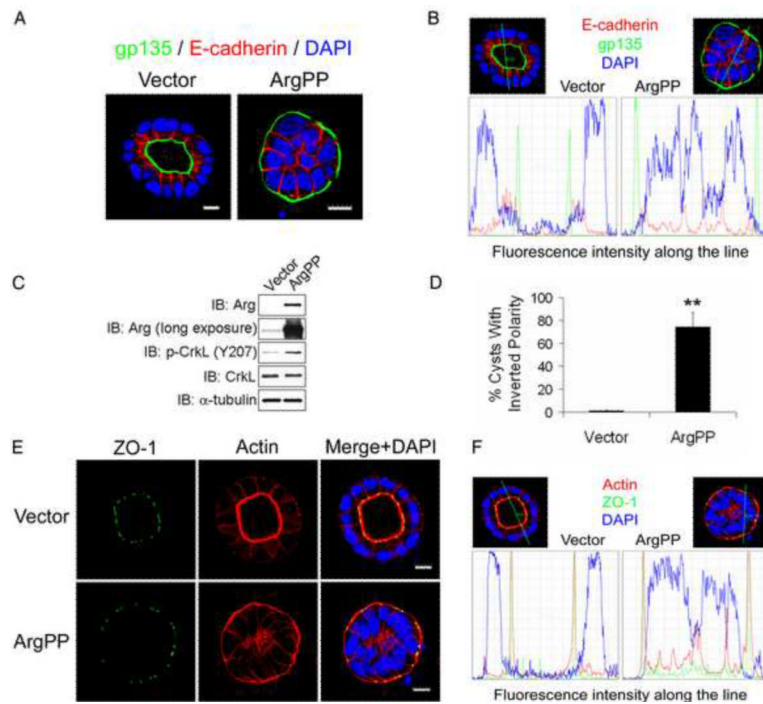 A
gp135 / E-cadherin / DAPI
Vector ArgPP
B
E-cadherin
gp135
DAPI
Vector ArgPP
Fluorescence intensity along the line
C
Vector
ArgPP
IB: Arg
IB: Arg (long exposure)
IB: p-CrkL (Y207)
IB: CrkL
IB: α-tubulin
D
% Cysts With
Inverted Polarity
100
80
60
40
20
0
**
Vector ArgPP
E
ZO-1 Actin Merge+DAPI
Vector
ArgPP
F
Actin
ZO-1
DAPI
Vector ArgPP
Fluorescence intensity along the line